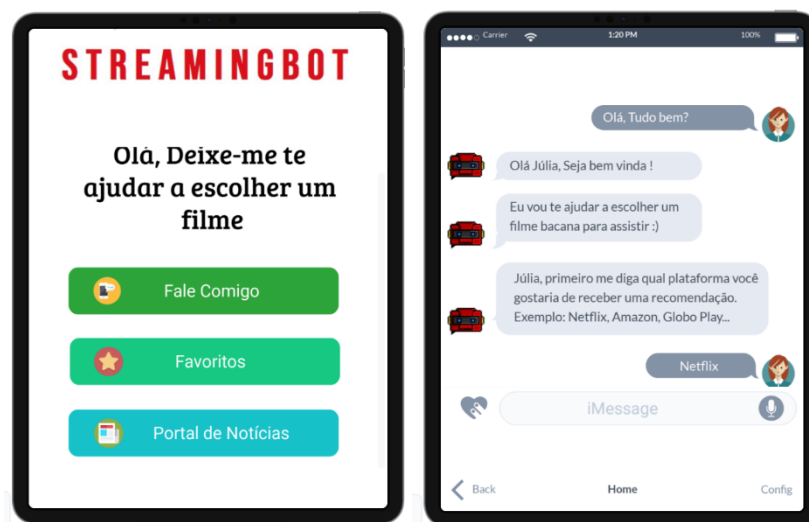 STREAMINGBOT
Olá, Deixe-me te
ajudar a escolher um
filme
Fale Comigo
Favoritos
Portal de Notícias
Carrier
1:20 PM
100%
Olá, Tudo bem?
Olá Júlia, Seja bem vinda !
Eu vou te ajudar a escolher um
filme bacana para assistir :)
Júlia, primeiro me diga qual plataforma você
gostaria de receber uma recomendação.
Exemplo: Netflix, Amazon, Globo Play...
Netflix
iMessage
Back
Home
Config